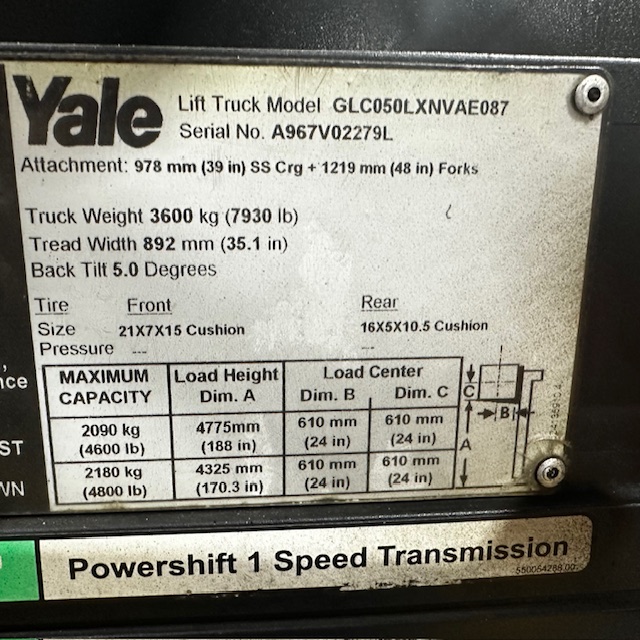 Yale
Lift Truck Model GLC050LXNVAE087
Serial No. A967V02279L
Attachment: 978 mm (39 in) SS Crg + 1219 mm (48 in) Forks
Truck Weight 3600 kg (7930 lb)
Tread Width 892 mm (35.1 in)
Back Tilt 5.0 Degrees
Tire Front Rear
Size 21X7X15 Cushion 16X5X10.5 Cushion
Pressure --- ---
MAXIMUM CAPACITY Load Height Dim. A Load Center Dim. B Dim. C
2090 kg (4600 lb) 4775mm (188 in) 610 mm (24 in) 610 mm (24 in)
2180 kg (4800 lb) 4325 mm (170.3 in) 610 mm (24 in) 610 mm (24 in)
C
B
A
Powershift 1 Speed Transmission
550054288 00